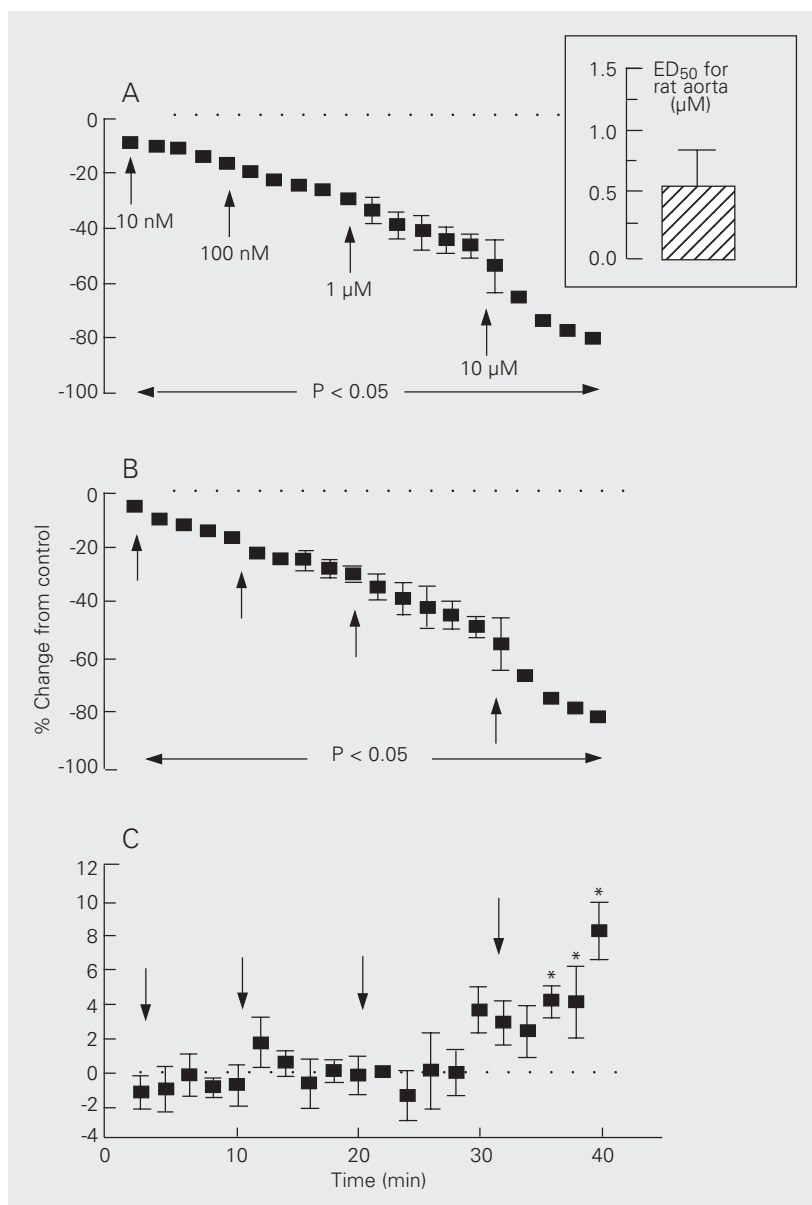 A
0
-20
-40
-60
-80
-100
10 nM
100 nM
1 µM
10 µM
P < 0.05
1.5
1.0
0.5
0.0
ED50 for
rat aorta
(µM)
B
0
-20
-40
-60
-80
-100
P < 0.05
% Change from control
C
12
10
8
6
4
2
0
-2
-4
* * *
0 10 20 30 40
Time (min)